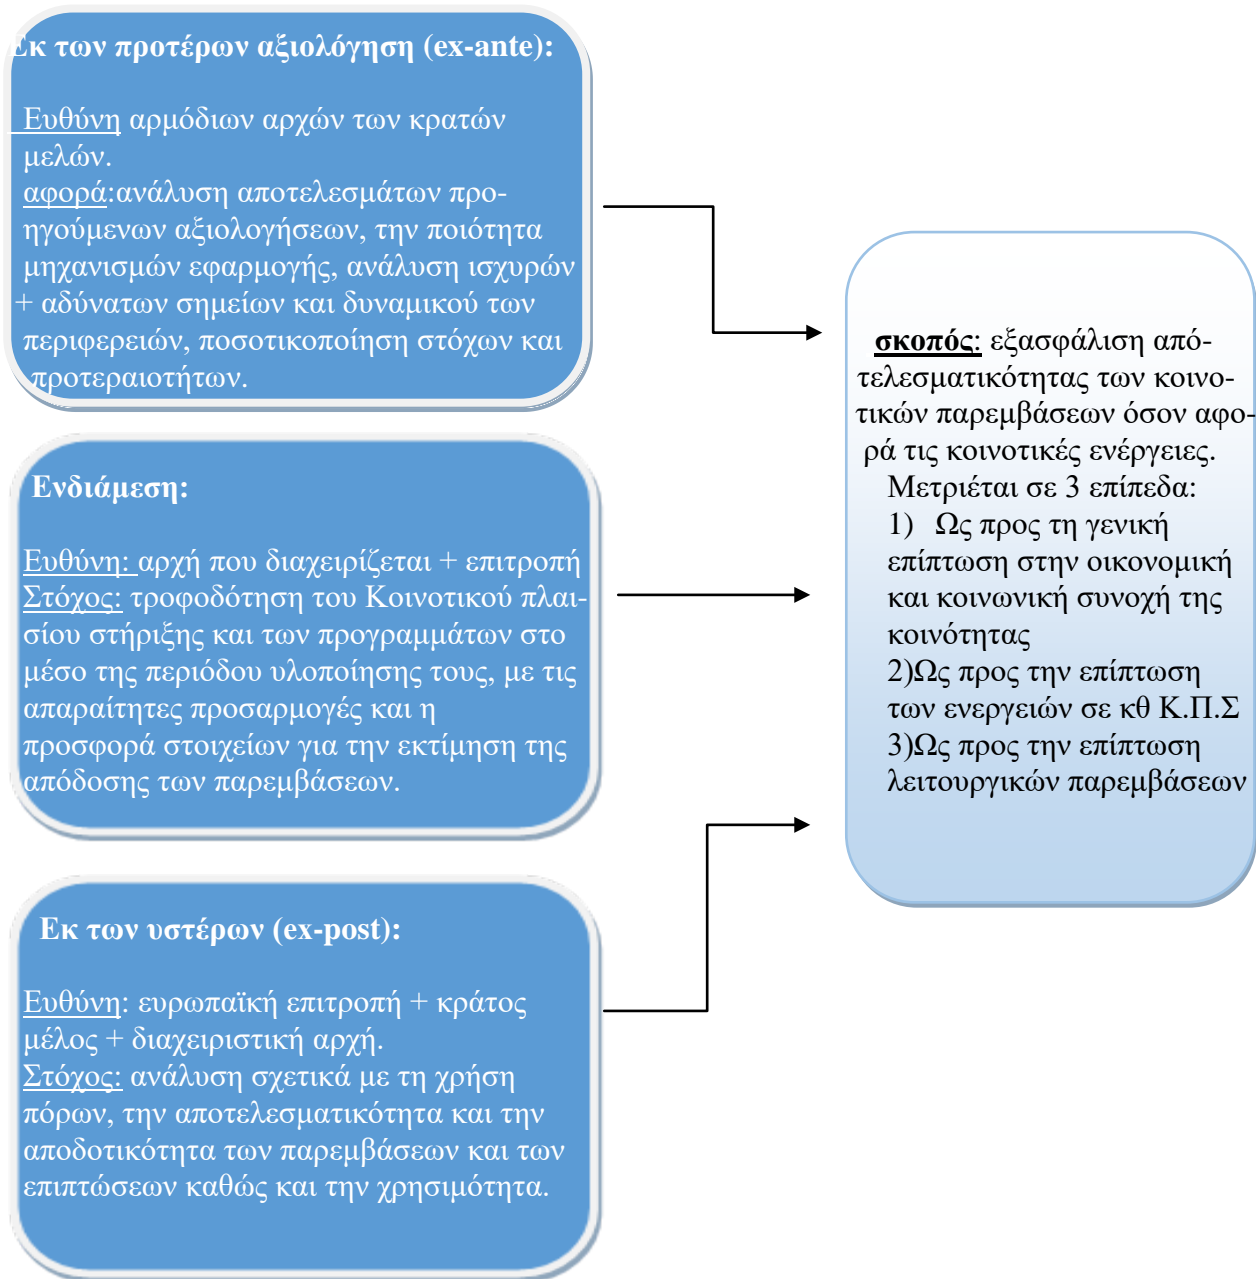 Εκ των προτέρων αξιολόγηση (ex-ante):
Ευθύνη αρμόδιων αρχών των κρατών
μελών.
αφορά:ανάλυση αποτελεσμάτων προ-
ηγούμενων αξιολογήσεων, την ποιότητα
μηχανισμών εφαρμογής, ανάλυση ισχυρών
+ αδύνατων σημείων και δυναμικού των
περιφερειών, ποσοτικοποίηση στόχων και
προτεραιοτήτων.
Ενδιάμεση:
Ευθύνη: αρχή που διαχειρίζεται + επιτροπή
Στόχος: τροφοδότηση του Κοινοτικού πλαι-
σίου στήριξης και των προγραμμάτων στο
μέσο της περιόδου υλοποίησης τους, με τις
απαραίτητες προσαρμογές και η
προσφορά στοιχείων για την εκτίμηση της
απόδοσης των παρεμβάσεων.
Εκ των υστέρων (ex-post):
Ευθύνη: ευρωπαϊκή επιτροπή + κράτος
μέλος + διαχειριστική αρχή.
Στόχος: ανάλυση σχετικά με τη χρήση
πόρων, την αποτελεσματικότητα και την
αποδοτικότητα των παρεμβάσεων και των
επιπτώσεων καθώς και την χρησιμότητα.
σκοπός: εξασφάλιση από-
τελεσματικότητας των κοινο-
τικών παρεμβάσεων όσον αφο-
ρά τις κοινοτικές ενέργειες.
Μετριέται σε 3 επίπεδα:
1) Ως προς τη γενική
επίπτωση στην οικονομική
και κοινωνική συνοχή της
κοινότητας
2)Ως προς την επίπτωση
των ενεργειών σε κθ Κ.Π.Σ
3)Ως προς την επίπτωση
λειτουργικών παρεμβάσεων